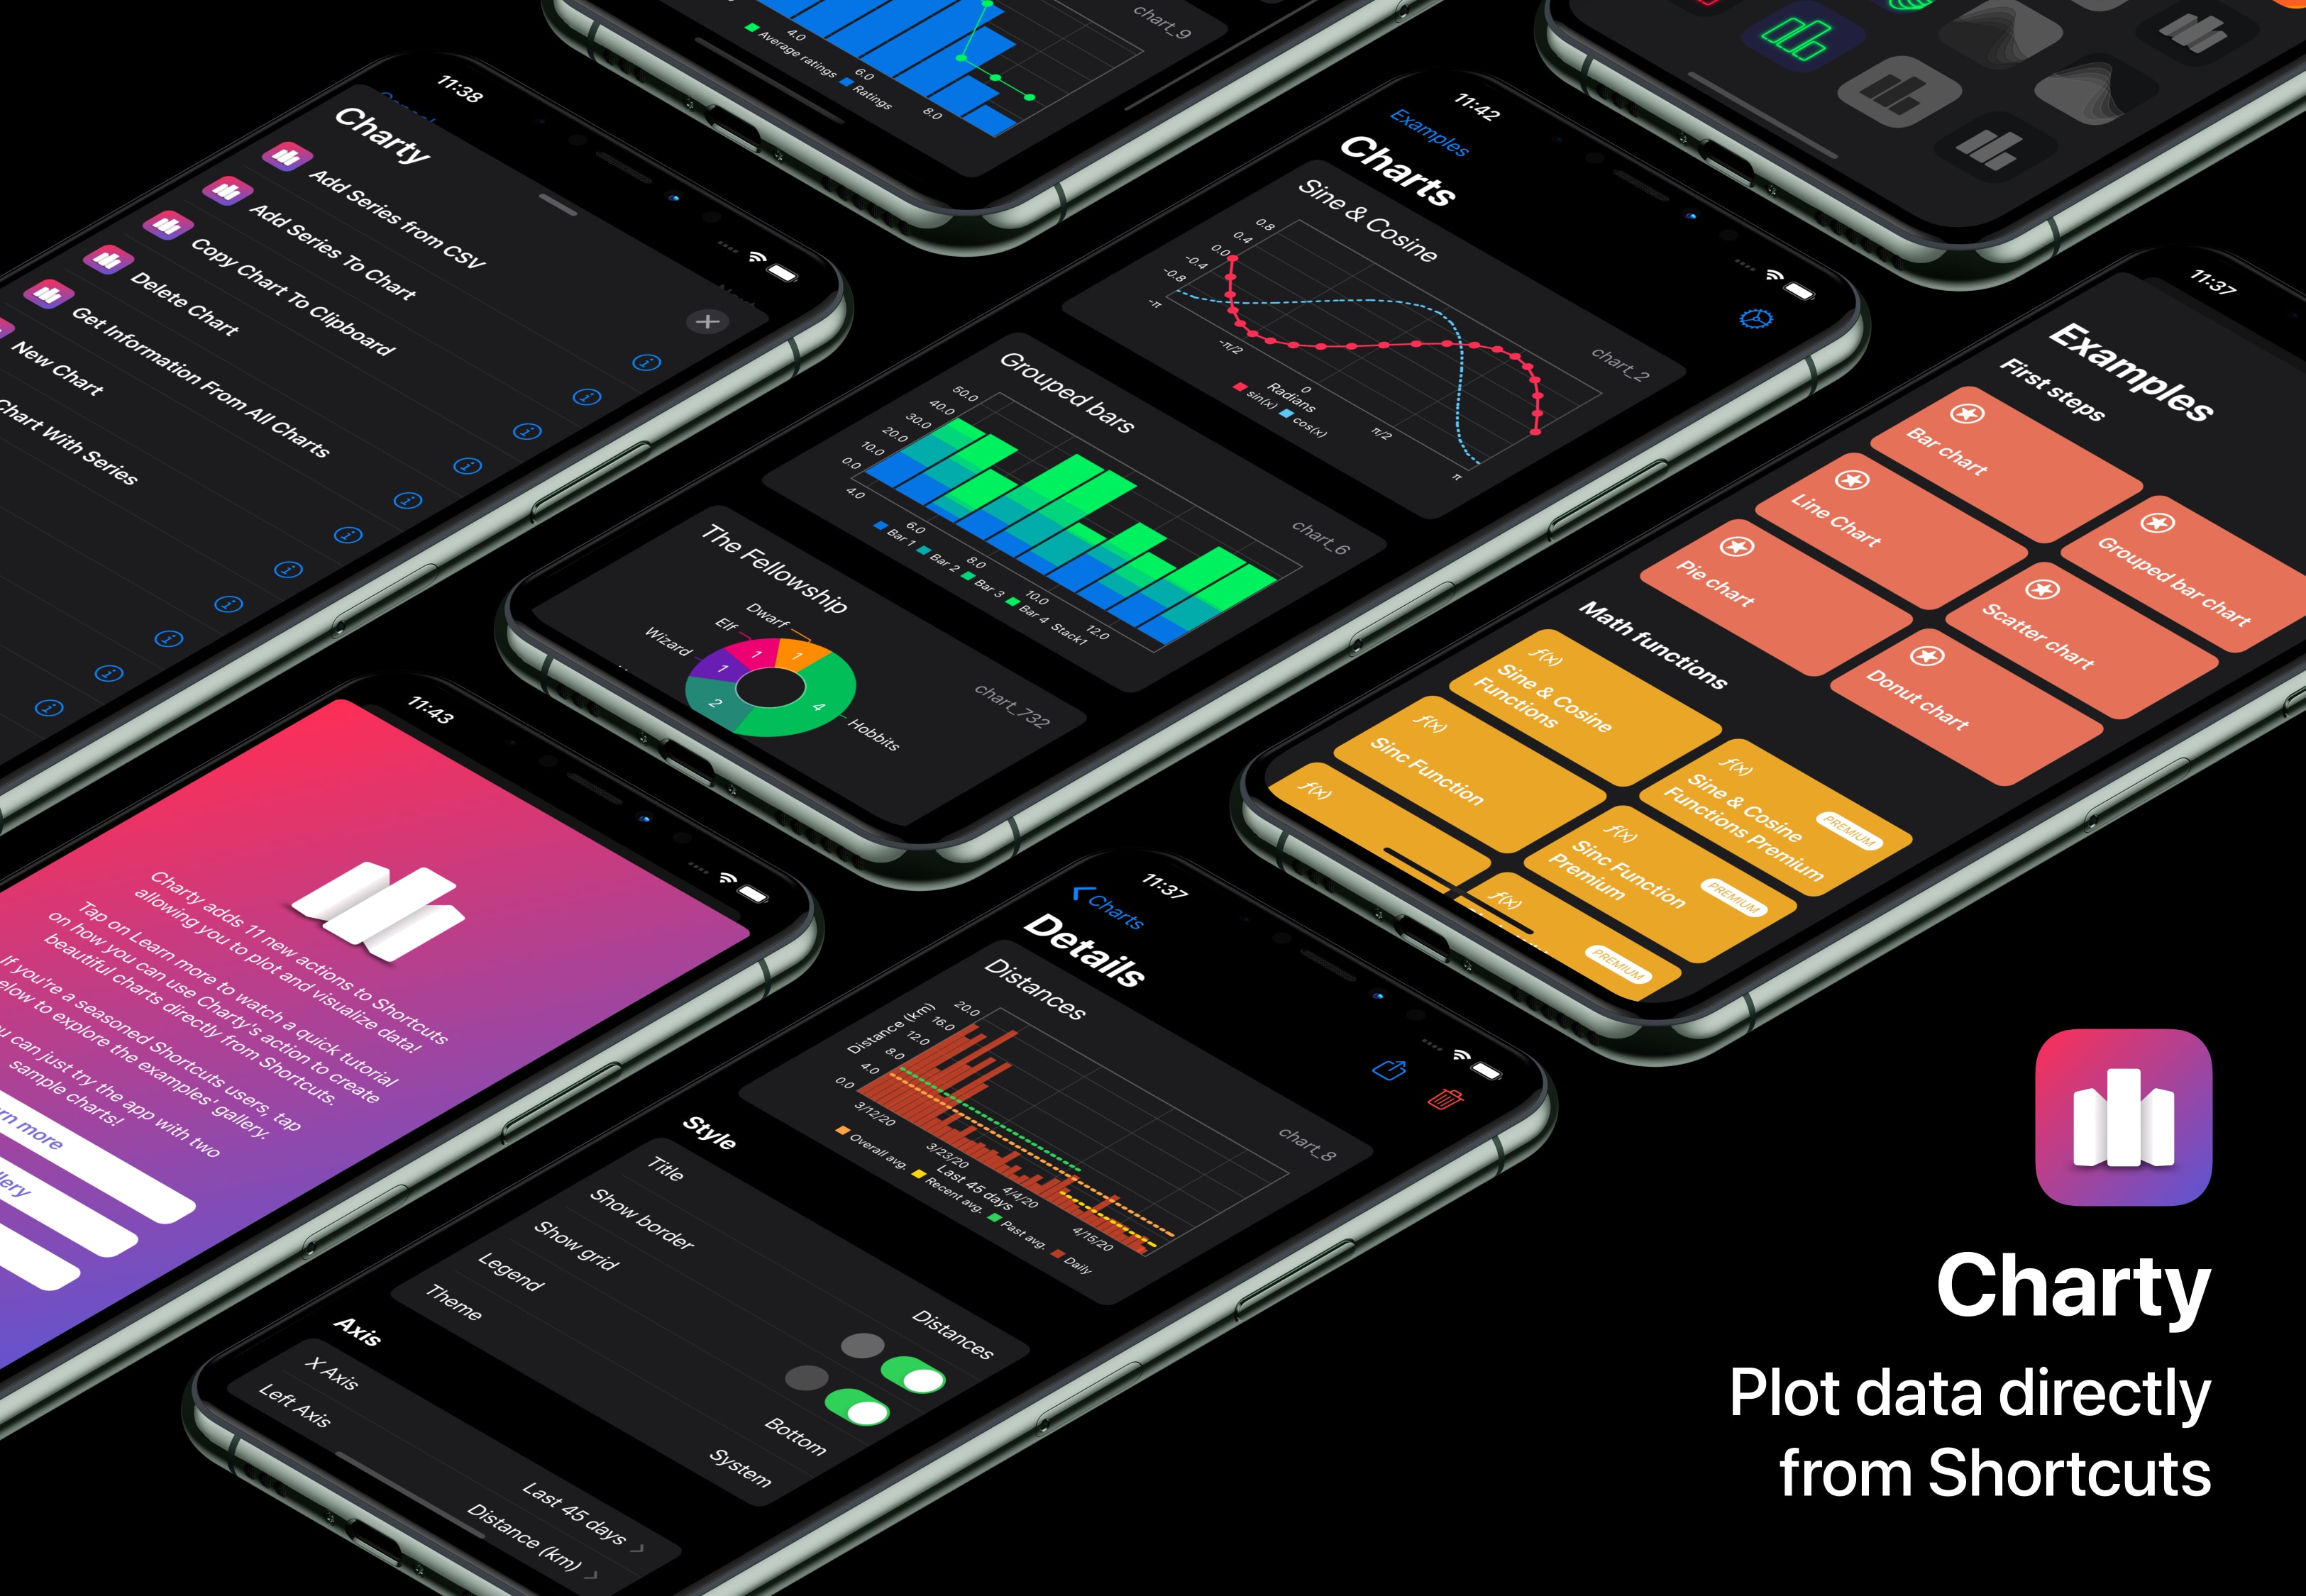 4.0
6.0
8.0
Average ratings
Ratings
chart_9
11:38
Charty
Add Series from CSV
Add Series To Chart
Copy Chart To Clipboard
Delete Chart
Get Information From All Charts
New Chart
Chart With Series
11:42
Examples
Charts
Sine & Cosine
chart_2
0.8
0.4
0.0
-0.4
-0.8
-π
-π/2
0
π/2
π
Radians
sin(x)
cos(x)
Grouped bars
chart_6
50.0
40.0
30.0
20.0
10.0
0.0
4.0
6.0
8.0
10.0
12.0
Bar 1
Bar 2
Bar 3
Bar 4
Stack1
The Fellowship
chart_732
Dwarf
Elf
Wizard
Hobbits
1
1
1
2
4
11:37
Examples
First steps
Bar chart
Grouped bar chart
Line Chart
Scatter chart
Pie chart
Donut chart
Math functions
f(x)
Sine & Cosine
Functions
f(x)
Sine & Cosine
Functions Premium
PREMIUM
f(x)
Sinc Function
f(x)
Sinc Function
Premium
PREMIUM
f(x)
f(x)
PREMIUM
11:43
Charty adds 11 new actions to Shortcuts
allowing you to plot and visualize data!
Tap on Learn more to watch a quick tutorial
on how you can use Charty's action to create
beautiful charts directly from Shortcuts.
If you're a seasoned Shortcuts users, tap
below to explore the examples' gallery.
you can just try the app with two
sample charts!
more
11:37
Charts
Details
Distances
chart_8
Distance (km)
20.0
16.0
12.0
8.0
4.0
0.0
3/12/20
3/23/20
4/4/20
4/15/20
Last 45 days
Overall avg.
Recent avg.
Past avg.
Daily
Style
Title
Distances
Show border
Show grid
Legend
Bottom
Theme
System
Axis
X Axis
Last 45 days
Left Axis
Distance (km)
Charty
Plot data directly
from Shortcuts